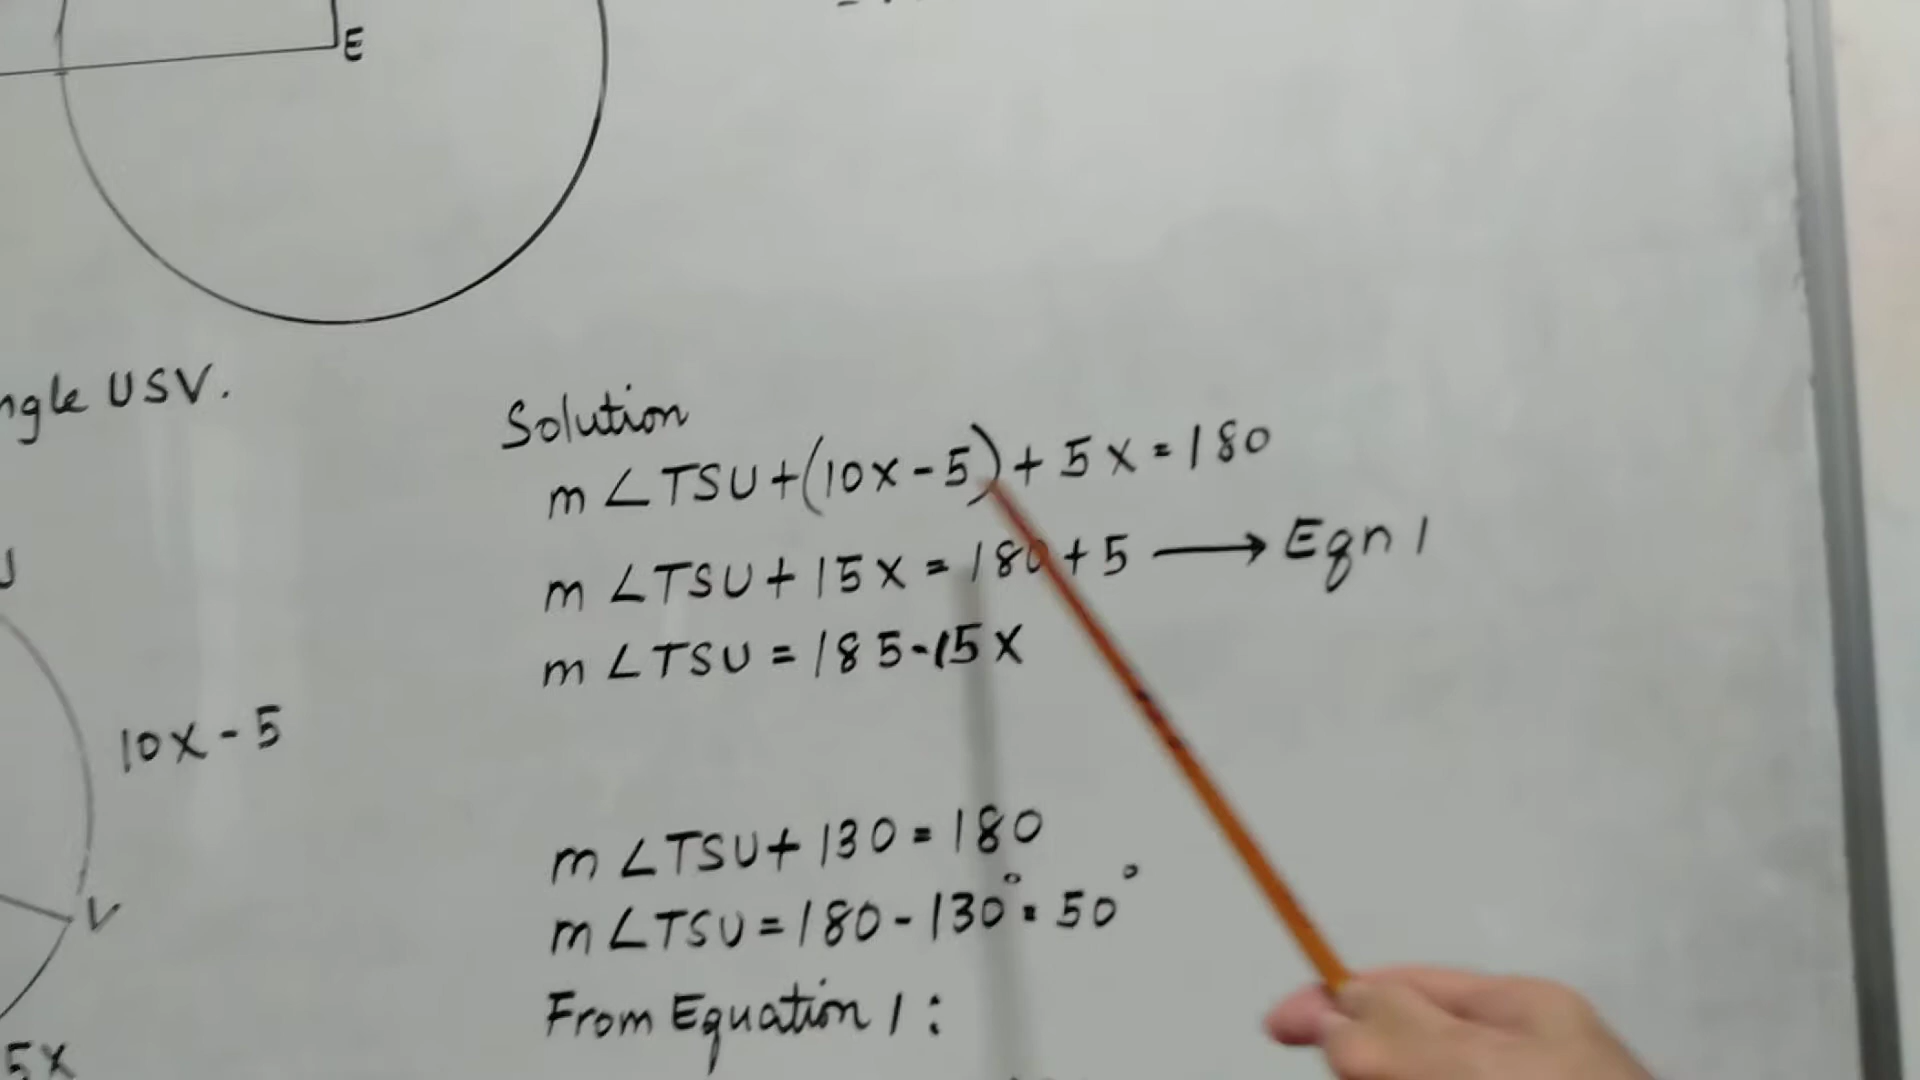 E
ngle USV.
Solution
m∠TSU+(10x-5)+5x=180
m∠TSU+15x=180+5 → Eqn 1
m∠TSU=185-15x
10x-5
m∠TSU+130=180
V
m∠TSU=180-130°=50°
From Equation 1:
5x